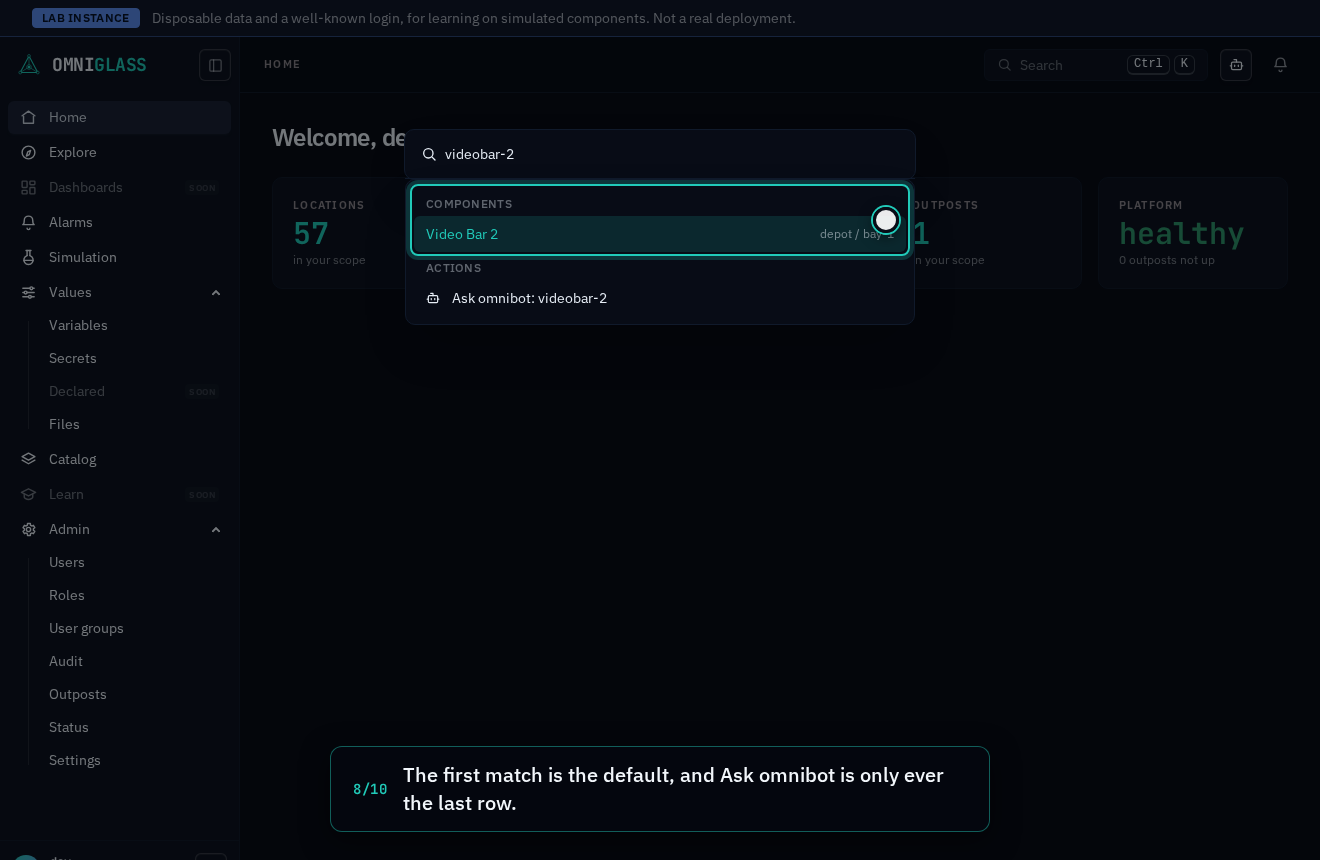 LAB INSTANCE Disposable data and a well-known login, for learning on simulated components. Not a real deployment.
OMNIGLASS
HOME
Search Ctrl K
Home
Explore
Dashboards SOON
Alarms
Simulation
Values
Variables
Secrets
Declared SOON
Files
Catalog
Learn SOON
Admin
Users
Roles
User groups
Audit
Outposts
Status
Settings
Welcome, de
videobar-2
COMPONENTS
Video Bar 2 depot / bay-1
ACTIONS
Ask omnibot: videobar-2
LOCATIONS
57
in your scope
OUTPOSTS
1
in your scope
PLATFORM
healthy
0 outposts not up
8/10 The first match is the default, and Ask omnibot is only ever
the last row.